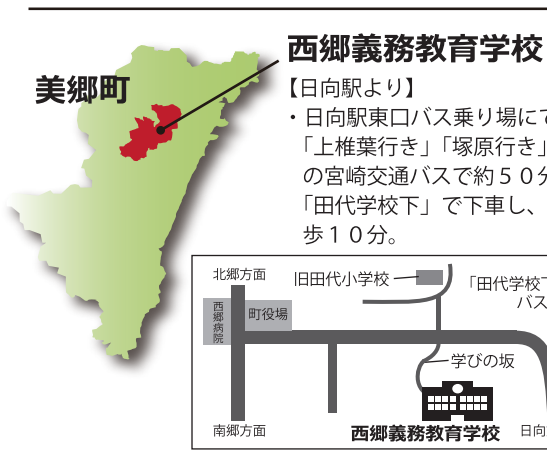 西郷義務教育学校
美郷町
【日向駅より】
・日向駅東口バス乗り場にて
「上椎葉行き」「塚原行き」
の宮崎交通バスで約５０分
「田代学校下」で下車し、
歩１０分。
北郷方面
旧田代小学校
「田代学校下
バス
西郷病院
町役場
学びの坂
西郷義務教育学校
南郷方面
日向